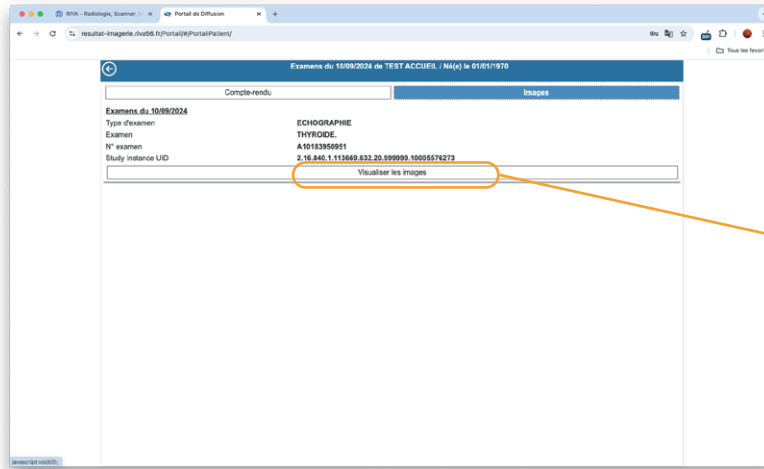 RIVA - Radiologie, Scanner, I
Portail de Diffusion
resultat-imagerie.riva56.fr/Portail/#/PortailPatient/
Tous les favori
Examens du 10/09/2024 de TEST ACCUEIL / Né(e) le 01/01/1970
Compte-rendu
Images
Examens du 10/09/2024
Type d'examen ECHOGRAPHIE
Examen THYROIDE.
N° examen A10183950951
Study Instance UID 2.16.840.1.113669.632.20.999999.10005576273
Visualiser les images
javascript:void(0);